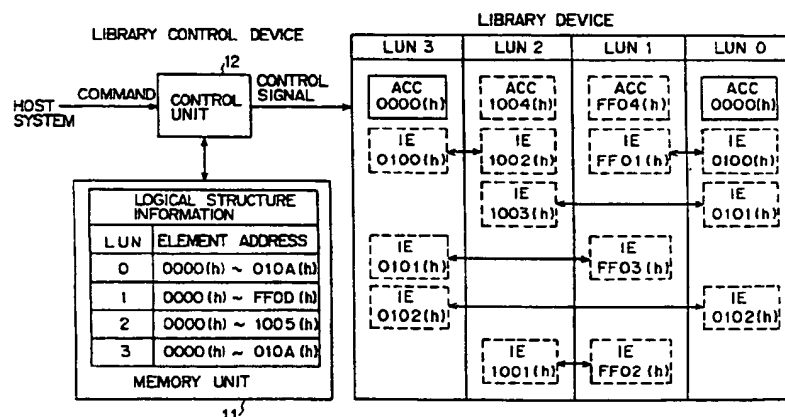 LIBRARY CONTROL DEVICE
12
HOST SYSTEM
COMMAND
CONTROL UNIT
CONTROL SIGNAL
LOGICAL STRUCTURE INFORMATION
LUN ELEMENT ADDRESS
0 0000(h) ~ 010A(h)
1 0000(h) ~ FF0D(h)
2 0000(h) ~ 1005(h)
3 0000(h) ~ 010A(h)
MEMORY UNIT
11
LIBRARY DEVICE
LUN 3 LUN 2 LUN 1 LUN 0
ACC ACC ACC ACC
0000(h) 1004(h) FF04(h) 0000(h)
IE IE IE IE
0100(h) 1002(h) FF01(h) 0100(h)
IE IE
1003(h) 0101(h)
IE IE
0101(h) FF03(h)
IE IE
0102(h) 0102(h)
IE IE
1001(h) FF02(h)